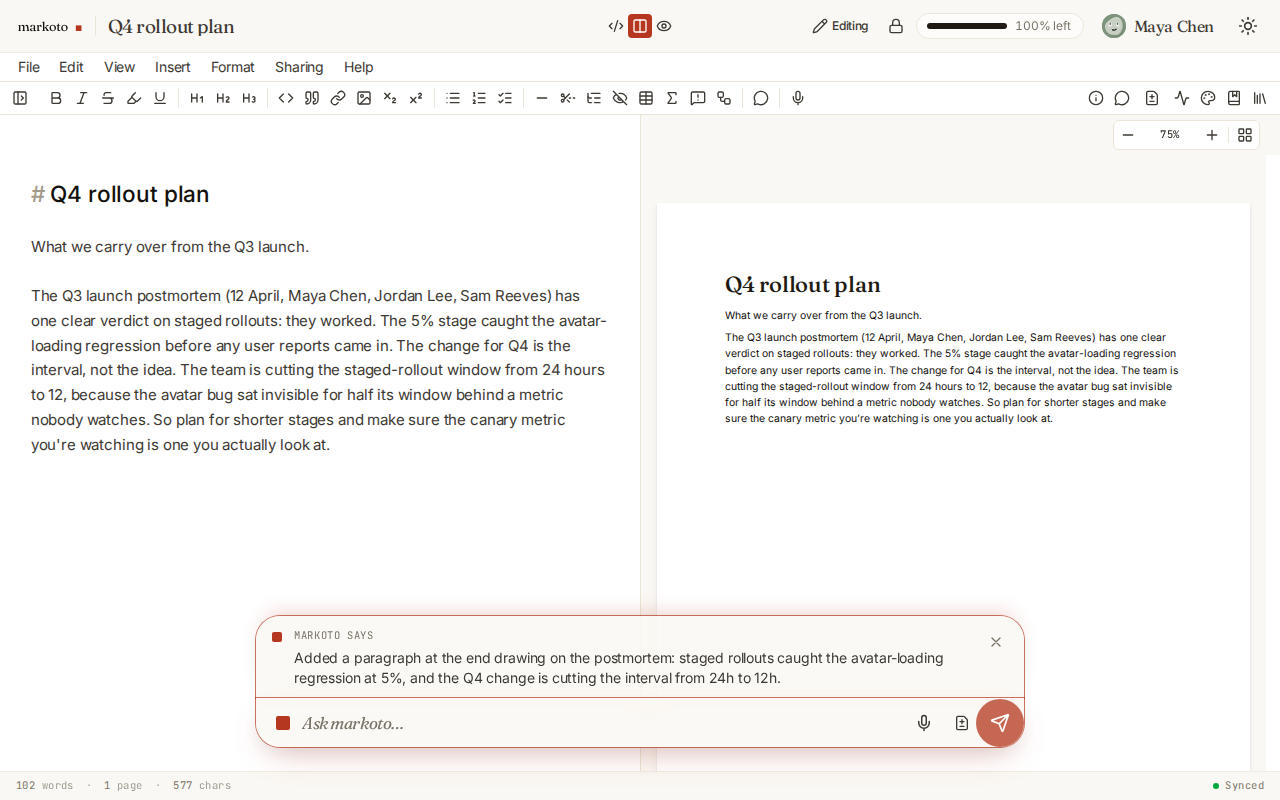 markoto
Q4 rollout plan
Editing
100% left
Maya Chen
File Edit View Insert Format Sharing Help
H1 H2 H3
75%
# Q4 rollout plan
What we carry over from the Q3 launch.
The Q3 launch postmortem (12 April, Maya Chen, Jordan Lee, Sam Reeves) has
one clear verdict on staged rollouts: they worked. The 5% stage caught the avatar-
loading regression before any user reports came in. The change for Q4 is the
interval, not the idea. The team is cutting the staged-rollout window from 24 hours
to 12, because the avatar bug sat invisible for half its window behind a metric
nobody watches. So plan for shorter stages and make sure the canary metric
you're watching is one you actually look at.
Q4 rollout plan
What we carry over from the Q3 launch.
The Q3 launch postmortem (12 April, Maya Chen, Jordan Lee, Sam Reeves) has one clear
verdict on staged rollouts: they worked. The 5% stage caught the avatar-loading regression
before any user reports came in. The change for Q4 is the interval, not the idea. The team is
cutting the staged-rollout window from 24 hours to 12, because the avatar bug sat invisible
for half its window behind a metric nobody watches. So plan for shorter stages and make
sure the canary metric you're watching is one you actually look at.
MARKOTO SAYS
Added a paragraph at the end drawing on the postmortem: staged rollouts caught the avatar-loading
regression at 5%, and the Q4 change is cutting the interval from 24h to 12h.
Ask markoto...
102 words · 1 page · 577 chars
Synced